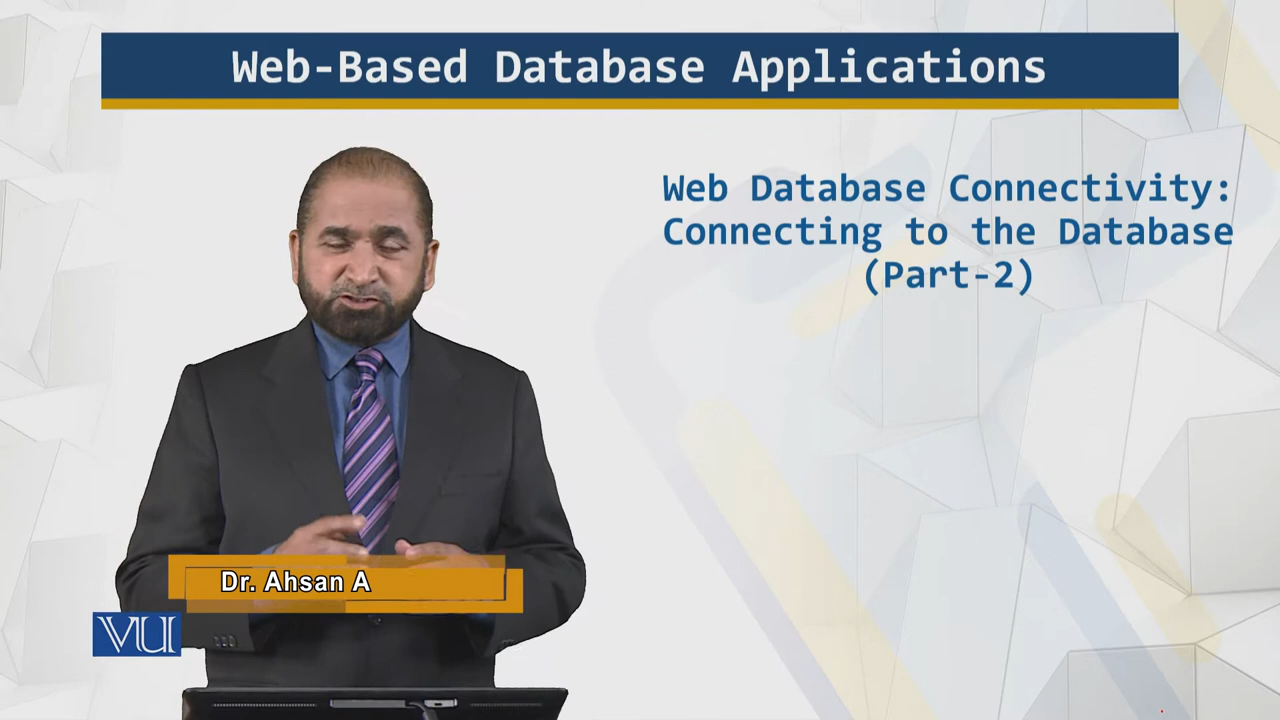 Web-Based Database Applications
Web Database Connectivity:
Connecting to the Database
(Part-2)
Dr. Ahsan A
VU